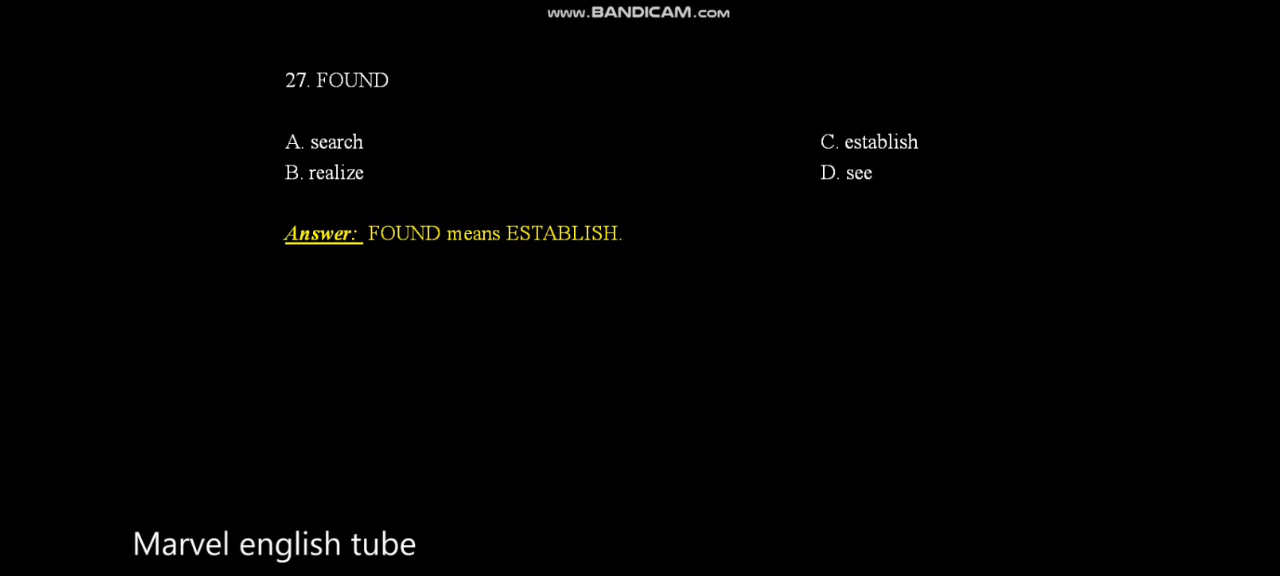 www.BANDICAM.com
27. FOUND
A. search
C. establish
B. realize
D. see
Answer: FOUND means ESTABLISH.
Marvel english tube